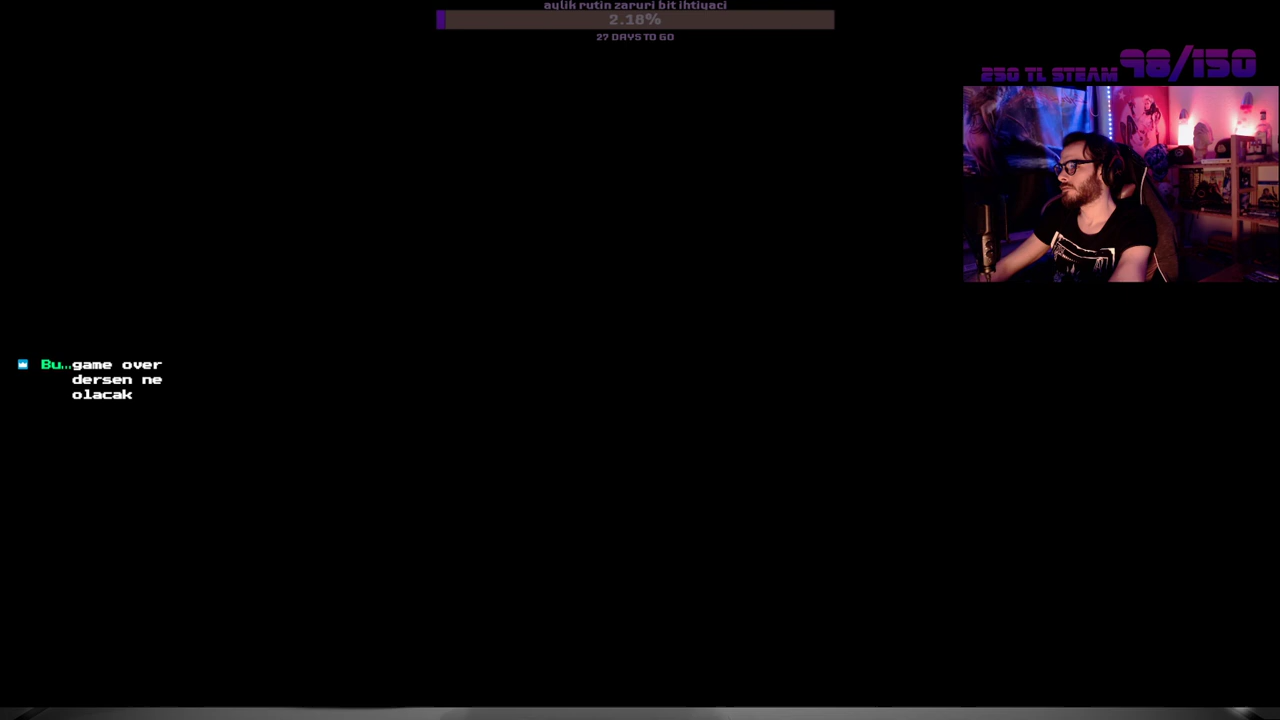 aylik rutin zaruri bit ihtiyaci
2.18%
27 DAYS TO GO
250 TL STEAM 98/150
Bu...game over
dersen ne
olacak